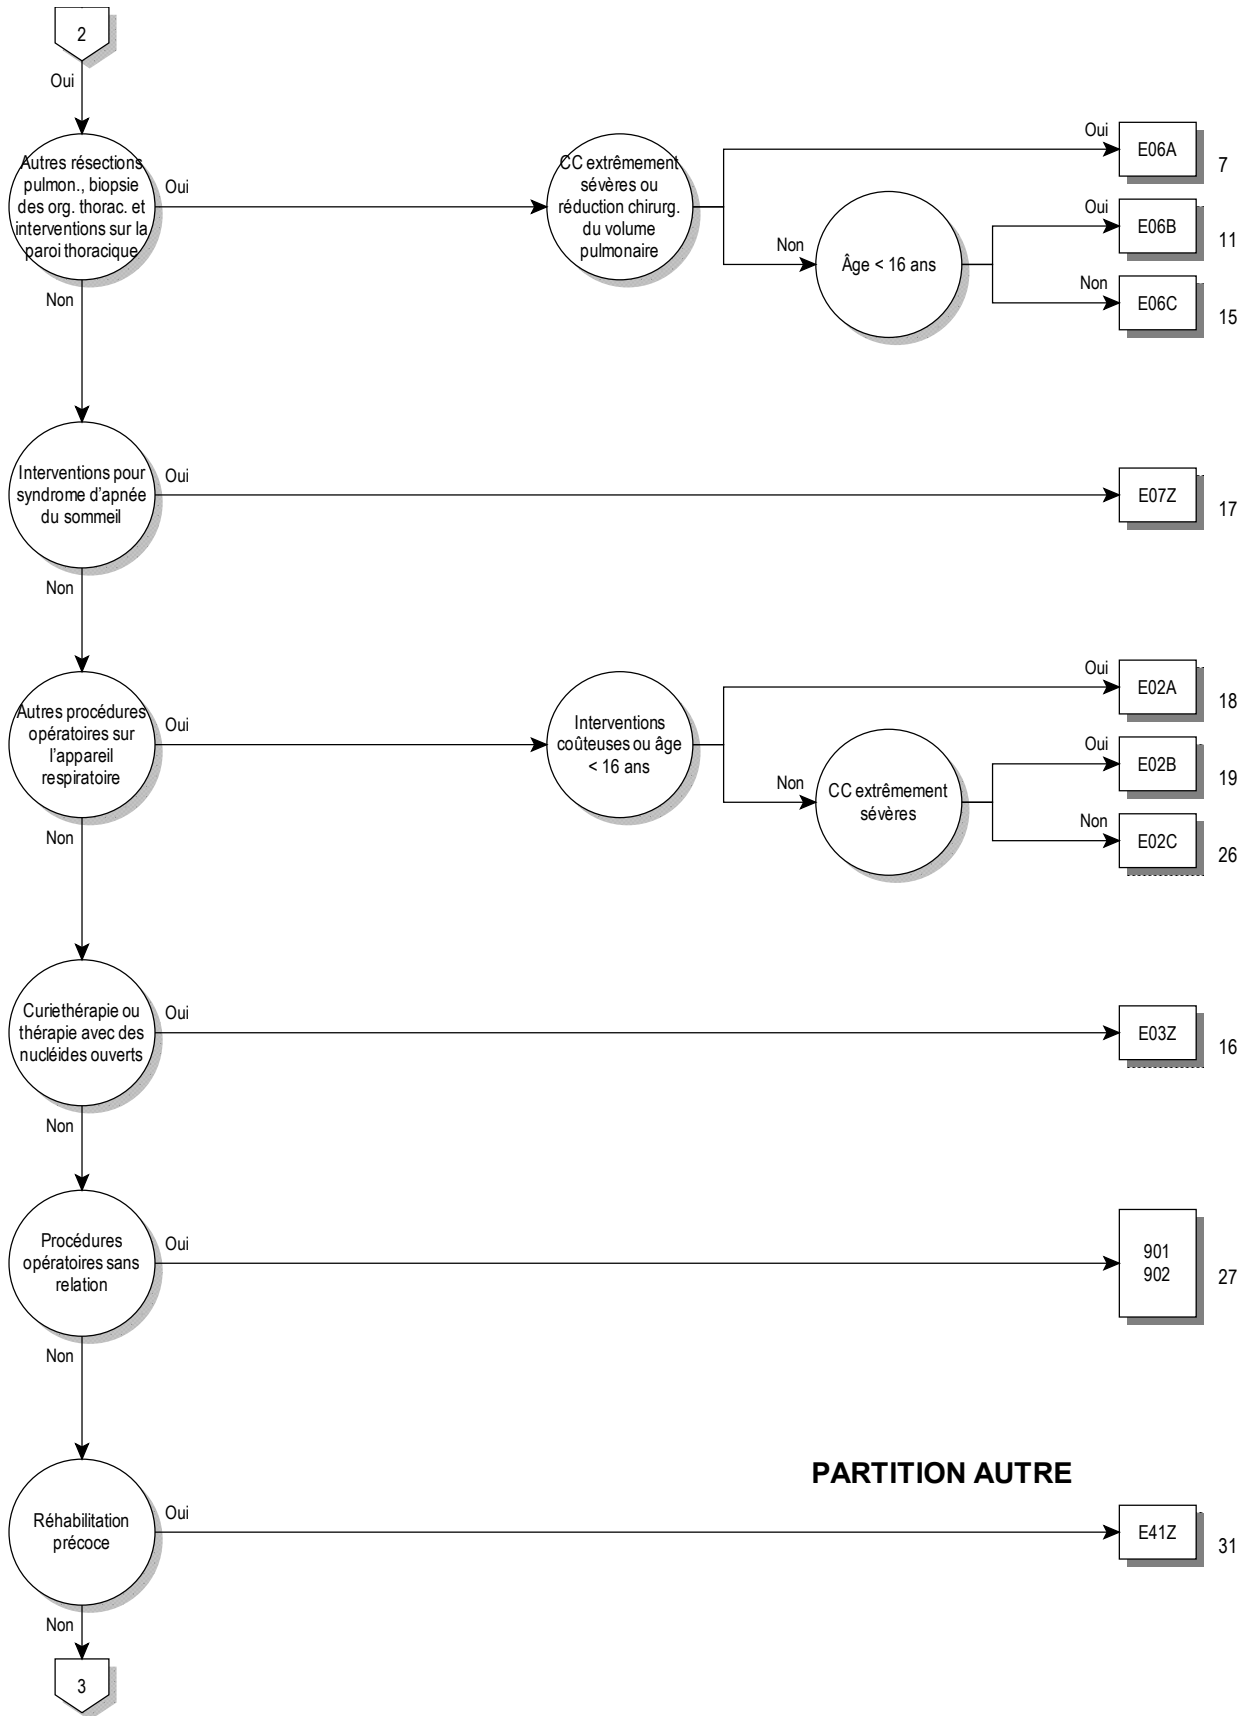 2
Oui
Autres résections
pulmon., biopsie
des org. thorac. et
interventions sur la
paroi thoracique
Oui
CC extrêmement
sévères ou
réduction chirurg.
du volume
pulmonaire
Oui
E06A
7
Non
Âge < 16 ans
Oui
E06B
11
Non
E06C
15
Non
Interventions pour
syndrome d'apnée
du sommeil
Oui
E07Z
17
Non
Autres procédures
opératoires sur
l'appareil
respiratoire
Oui
Interventions
coûteuses ou âge
< 16 ans
Oui
E02A
18
Non
CC extrêmement
sévères
Oui
E02B
19
Non
E02C
26
Non
Curiethérapie ou
thérapie avec des
nucléides ouverts
Oui
E03Z
16
Non
Procédures
opératoires sans
relation
Oui
901
902
27
Non
PARTITION AUTRE
Réhabilitation
précoce
Oui
E41Z
31
Non
3